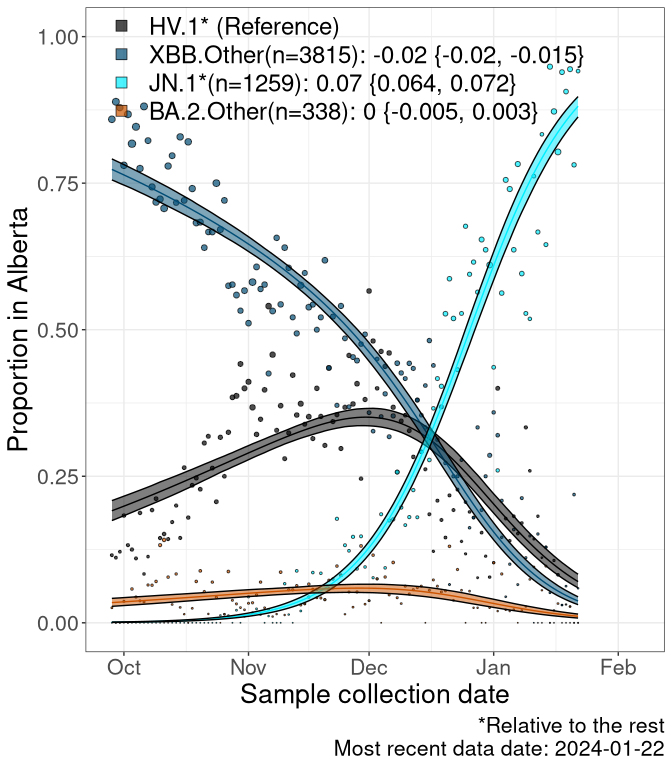 HV.1* (Reference)
XBB.Other(n=3815): -0.02 {-0.02, -0.015}
JN.1*(n=1259): 0.07 {0.064, 0.072}
BA.2.Other(n=338): 0 {-0.005, 0.003}
1.00
0.75
0.50
0.25
0.00
Proportion in Alberta
Oct Nov Dec Jan Feb
Sample collection date
*Relative to the rest
Most recent data date: 2024-01-22